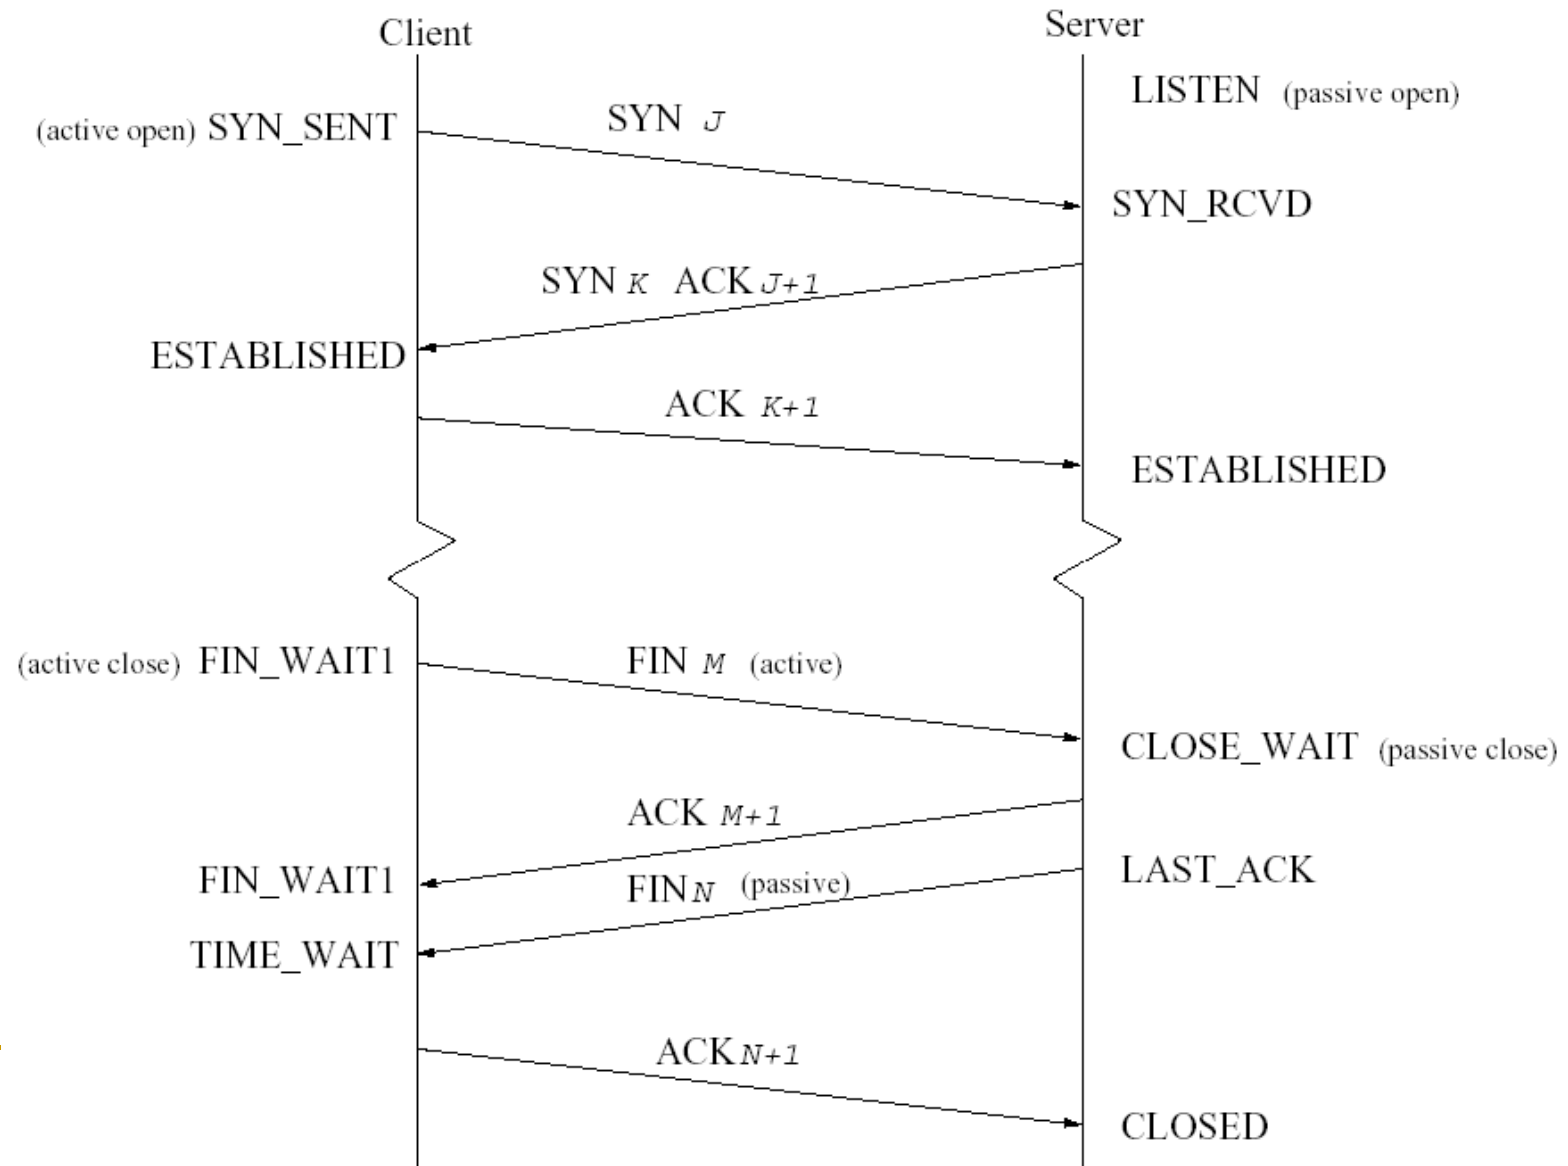 Client
Server
LISTEN (passive open)
(active open) SYN_SENT
SYN J
SYN_RCVD
SYN K ACK J+1
ESTABLISHED
ACK K+1
ESTABLISHED
(active close) FIN_WAIT1
FIN M (active)
CLOSE_WAIT (passive close)
ACK M+1
FIN_WAIT1
LAST_ACK
FIN N (passive)
TIME_WAIT
ACK N+1
CLOSED